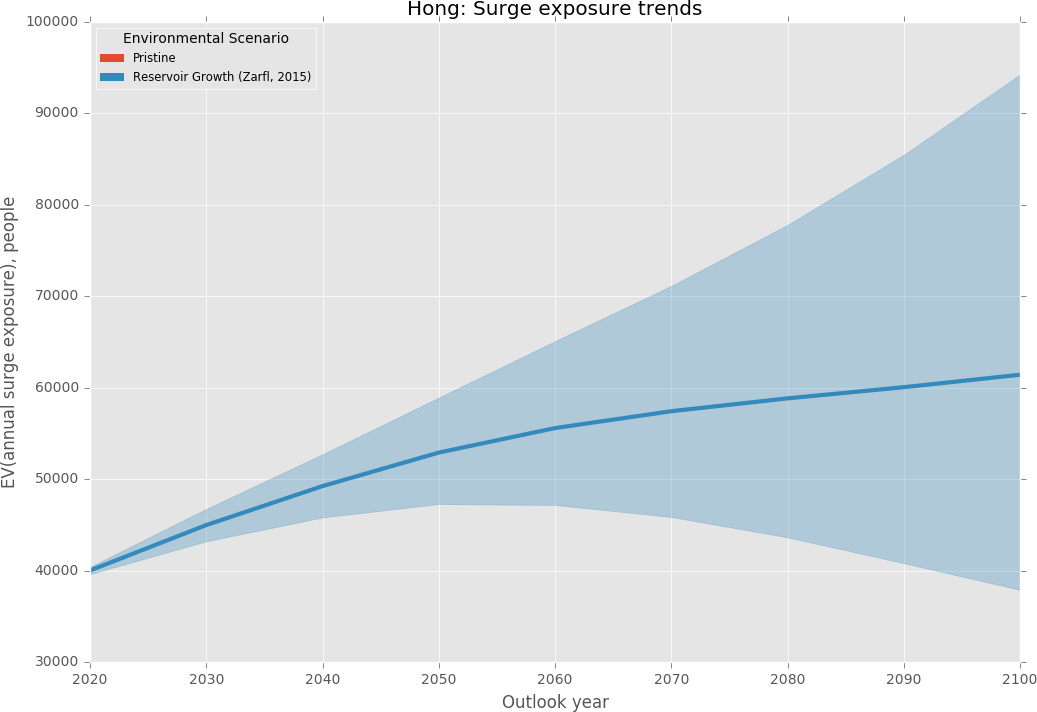 Hong: Surge exposure trends
Environmental Scenario
Pristine
Reservoir Growth (Zarfl, 2015)
EV(annual surge exposure), people
100000
90000
80000
70000
60000
50000
40000
30000
2020 2030 2040 2050 2060 2070 2080 2090 2100
Outlook year